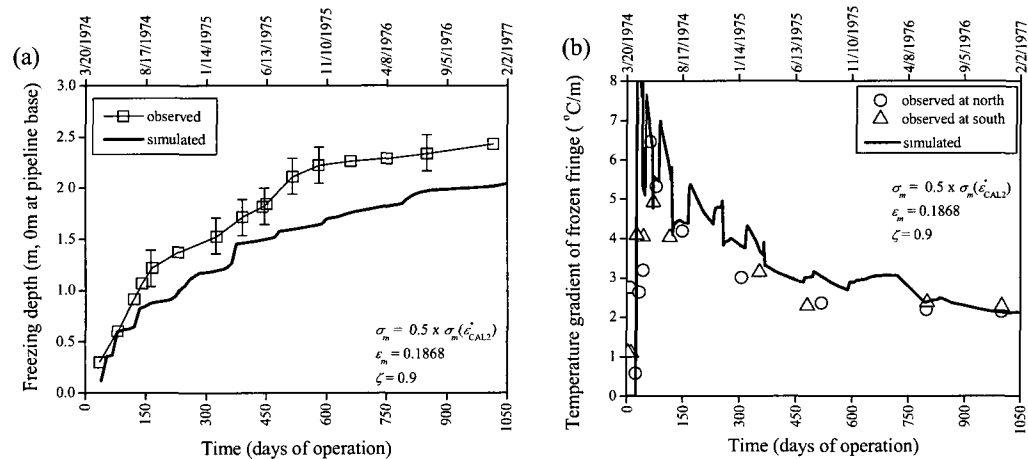 (a)
3/20/1974
8/17/1974
1/14/1975
6/13/1975
11/10/1975
4/8/1976
9/5/1976
2/2/1977
Freezing depth (m, 0m at pipeline base)
3.0
2.5
2.0
1.5
1.0
0.5
0.0
observed
simulated
σm = 0.5 x σm(ε*CAL2)
εm = 0.1868
ζ = 0.9
0
150
300
450
600
750
900
1050
Time (days of operation)
(b)
3/20/1974
8/17/1974
1/14/1975
6/13/1975
11/10/1975
4/8/1976
9/5/1976
2/2/1977
Temperature gradient of frozen fringe ( °C/m)
8
7
6
5
4
3
2
1
0
observed at north
observed at south
simulated
σm = 0.5 x σm(ε*CAL2)
εm = 0.1868
ζ = 0.9
0
150
300
450
600
750
900
1050
Time (days of operation)